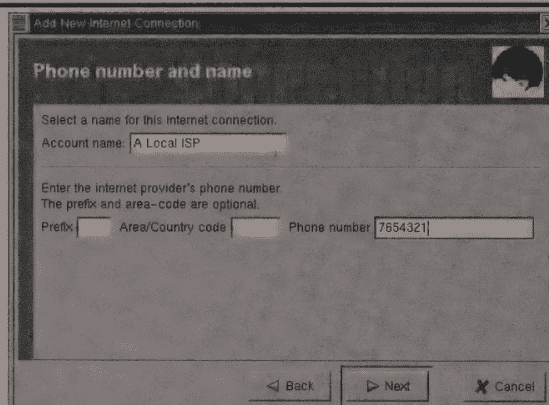 Add New Internet Connection
Phone number and name
Select a name for this Internet connection.
Account name: A Local ISP
Enter the internet provider's phone number.
The prefix and area-code are optional.
Prefix Area/Country code Phone number 7654321
Back Next Cancel